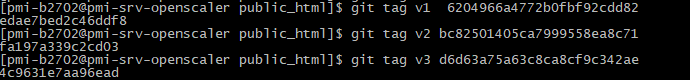 [pmi-b2702@pmi-srv-openscaler public_html]$ git tag v1  6204966a4772b0fbf92cdd82
edae7bed2c46ddf8
[pmi-b2702@pmi-srv-openscaler public_html]$ git tag v2 bc82501405ca7999558ea8c71
fa197a339c2cd03
[pmi-b2702@pmi-srv-openscaler public_html]$ git tag v3 d6d63a75a63c8ca8cf9c342ae
4c9631e7aa96ead